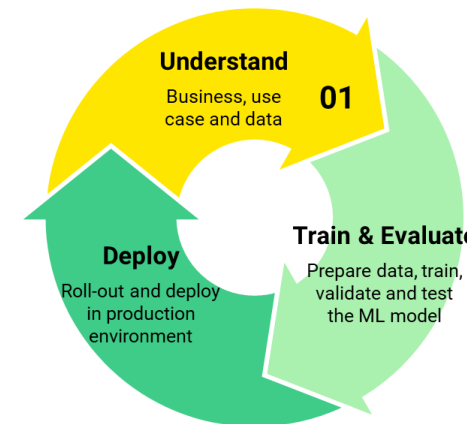 Understand
Business, use
case and data
01
Train & Evaluate
Prepare data, train,
validate and test
the ML model
Deploy
Roll-out and deploy
in production
environment